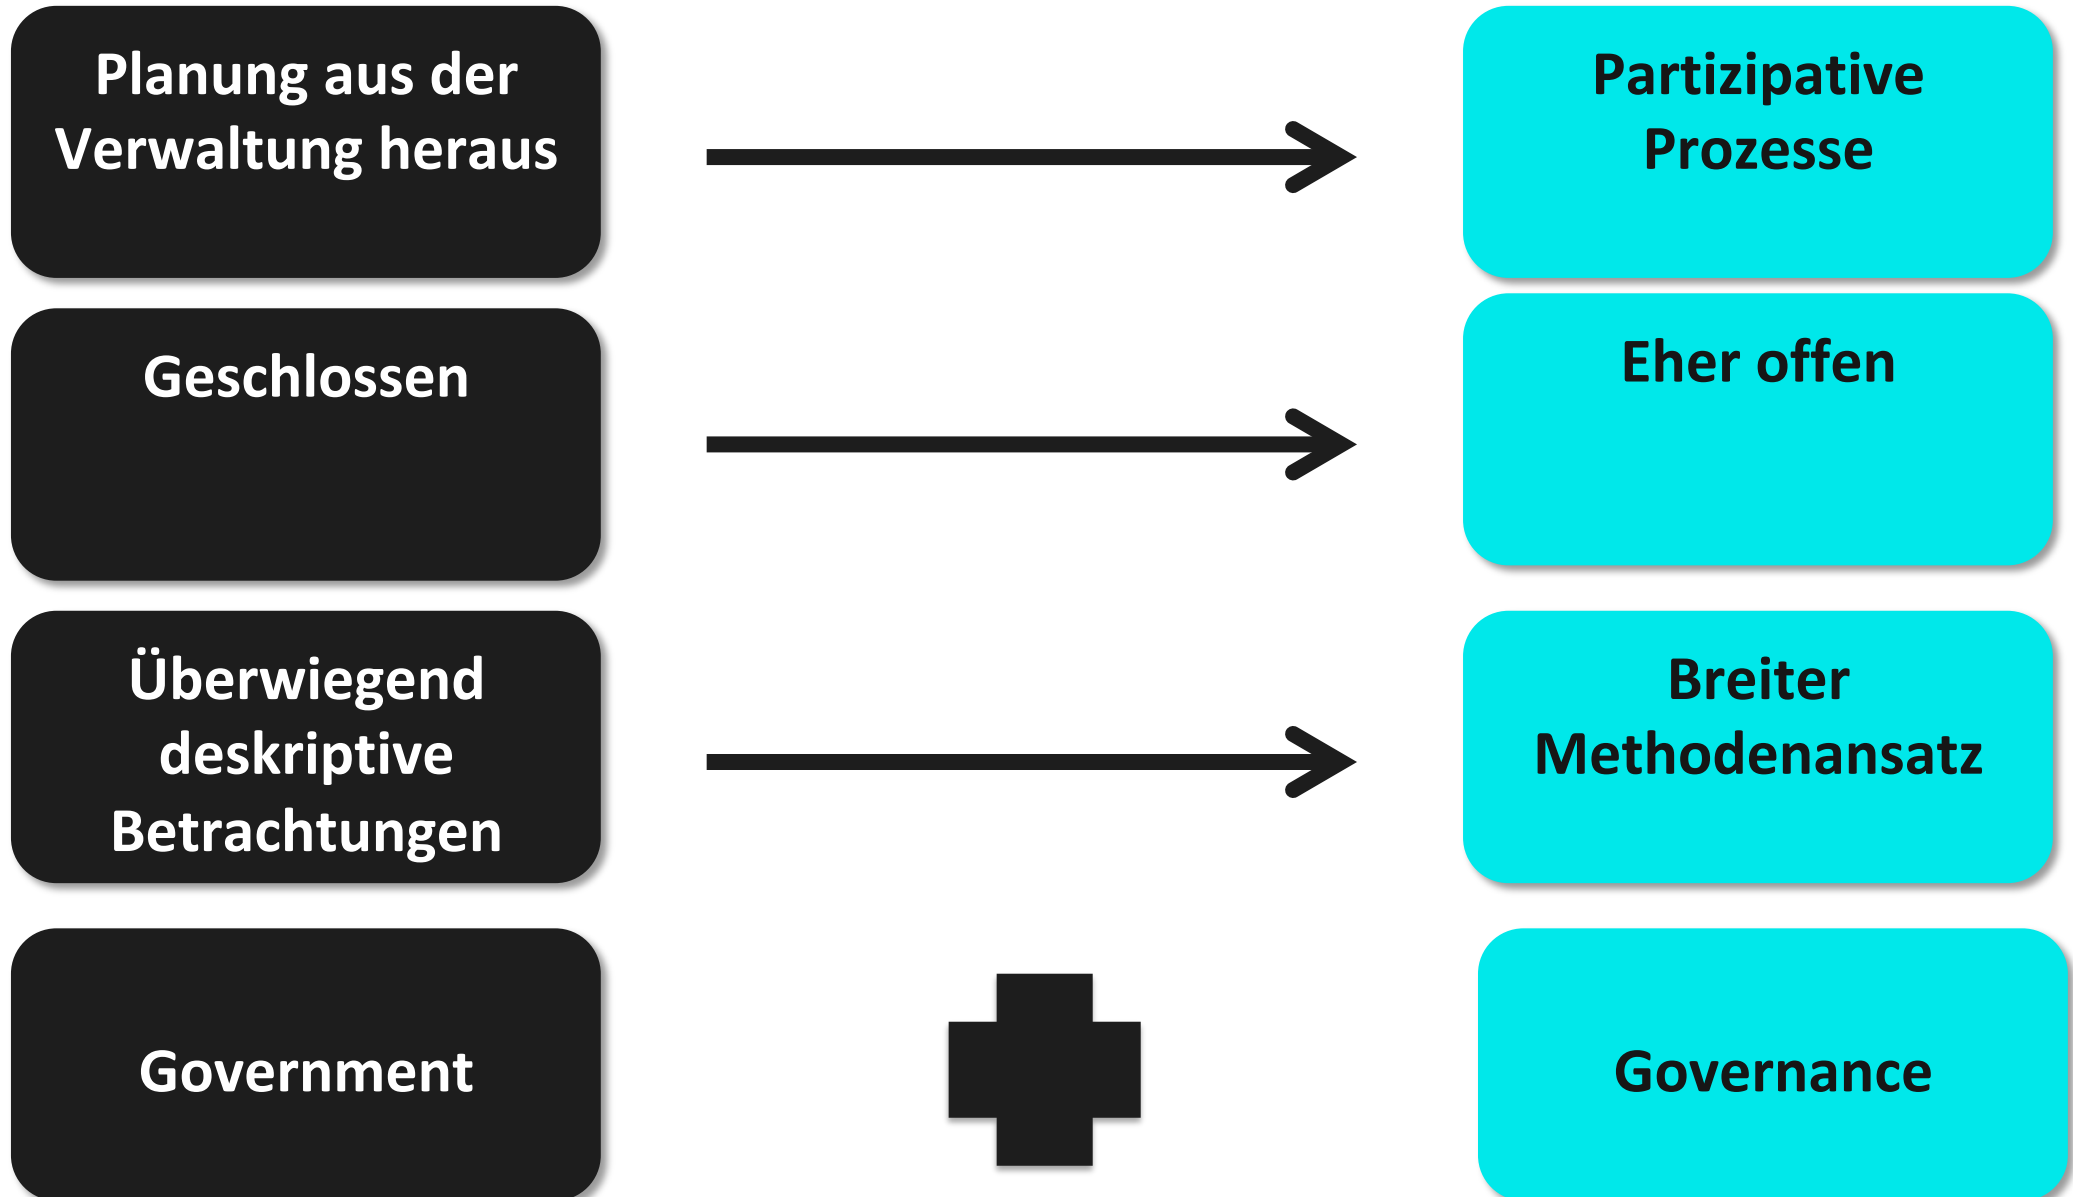 Planung aus der
Verwaltung heraus
Partizipative
Prozesse
Geschlossen
Eher offen
Überwiegend
deskriptive
Betrachtungen
Breiter
Methodenansatz
Government
Governance